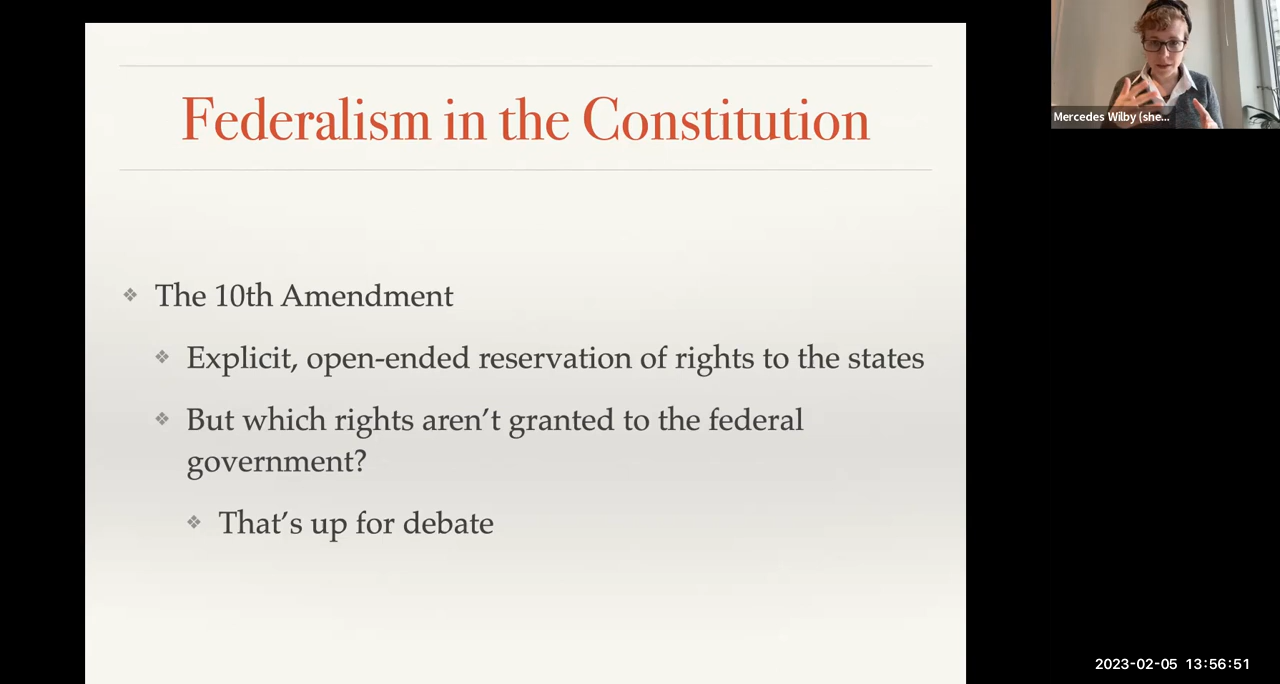 Federalism in the Constitution
The 10th Amendment
Explicit, open-ended reservation of rights to the states
But which rights aren’t granted to the federal
government?
That’s up for debate
Mercedes Wilby (she...
2023-02-05 13:56:51